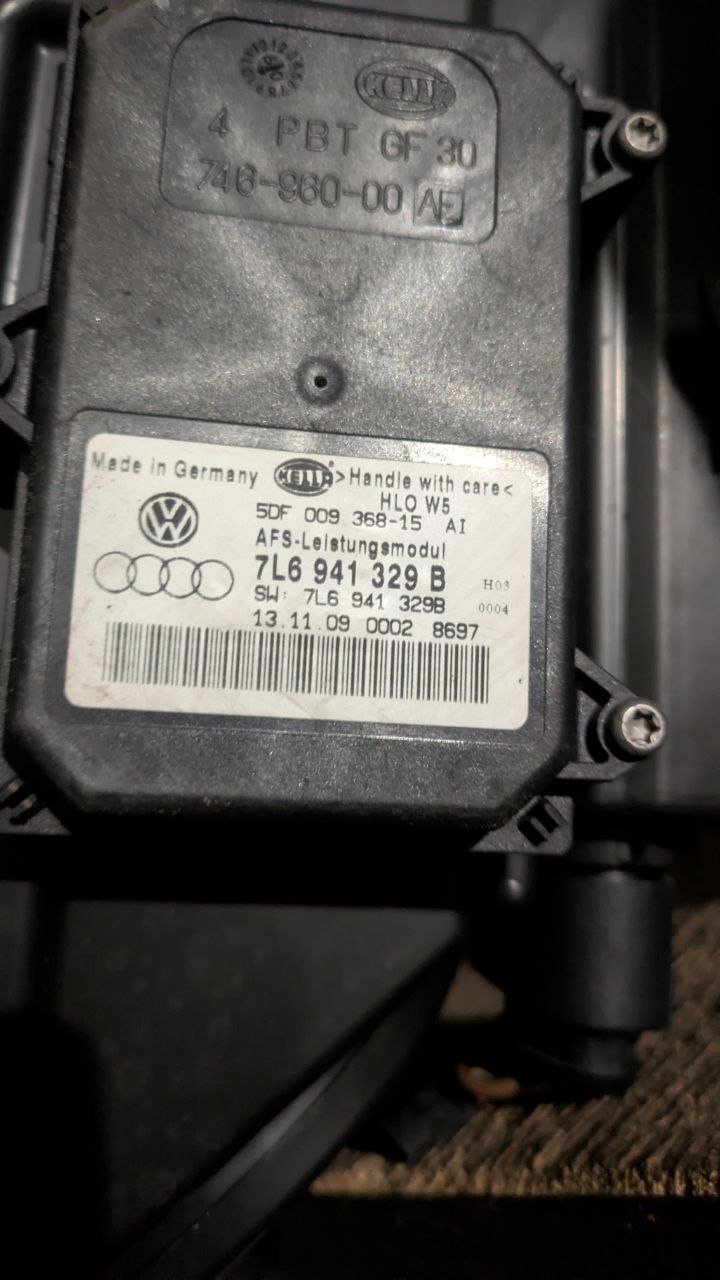 HELLA
4 PBT GF 30
746-960-00 AF
Made in Germany HELLA® >Handle with care<
HLO W5
5DF 009 368-15 AI
AFS-Leistungsmodul
7L6 941 329 B H03
SW: 7L6 941 329B 0004
13.11.09 0002 8697